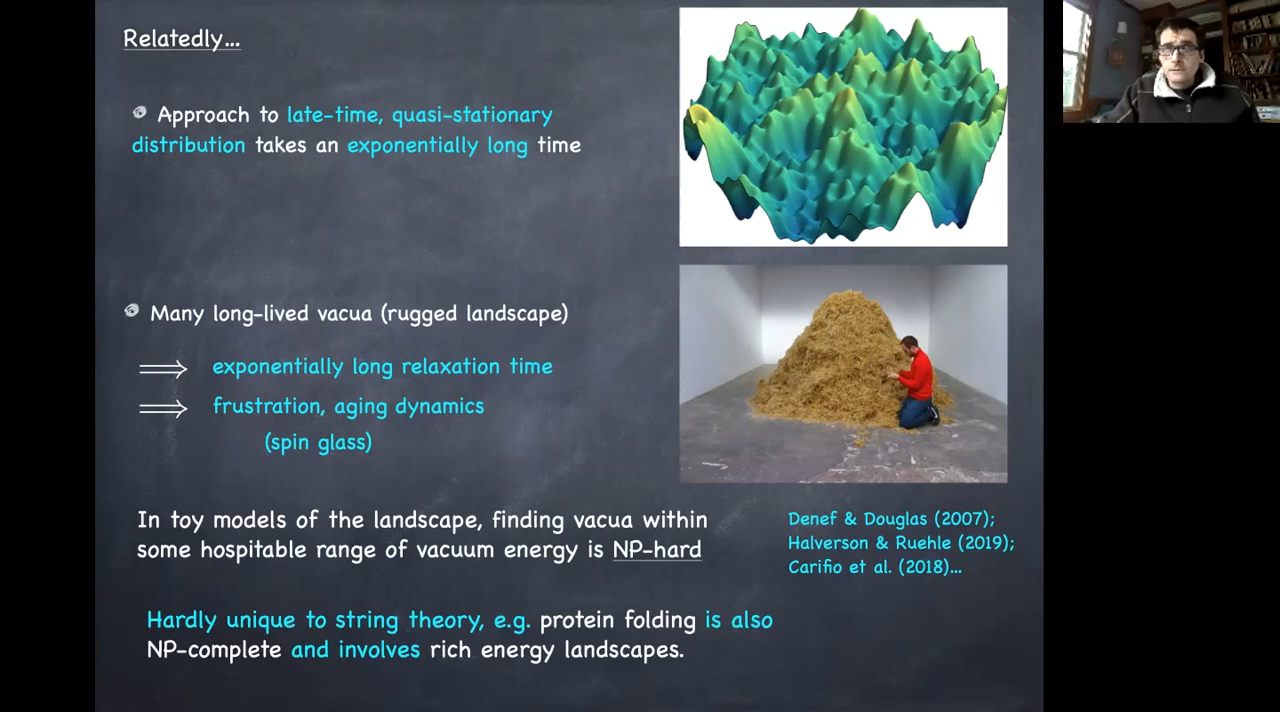 Relatedly...
Approach to late-time, quasi-stationary
distribution takes an exponentially long time
Many long-lived vacua (rugged landscape)
⟹ exponentially long relaxation time
⟹ frustration, aging dynamics
(spin glass)
In toy models of the landscape, finding vacua within
some hospitable range of vacuum energy is NP-hard
Denef & Douglas (2007);
Halverson & Ruehle (2019);
Carifio et al. (2018)...
Hardly unique to string theory, e.g. protein folding is also
NP-complete and involves rich energy landscapes.